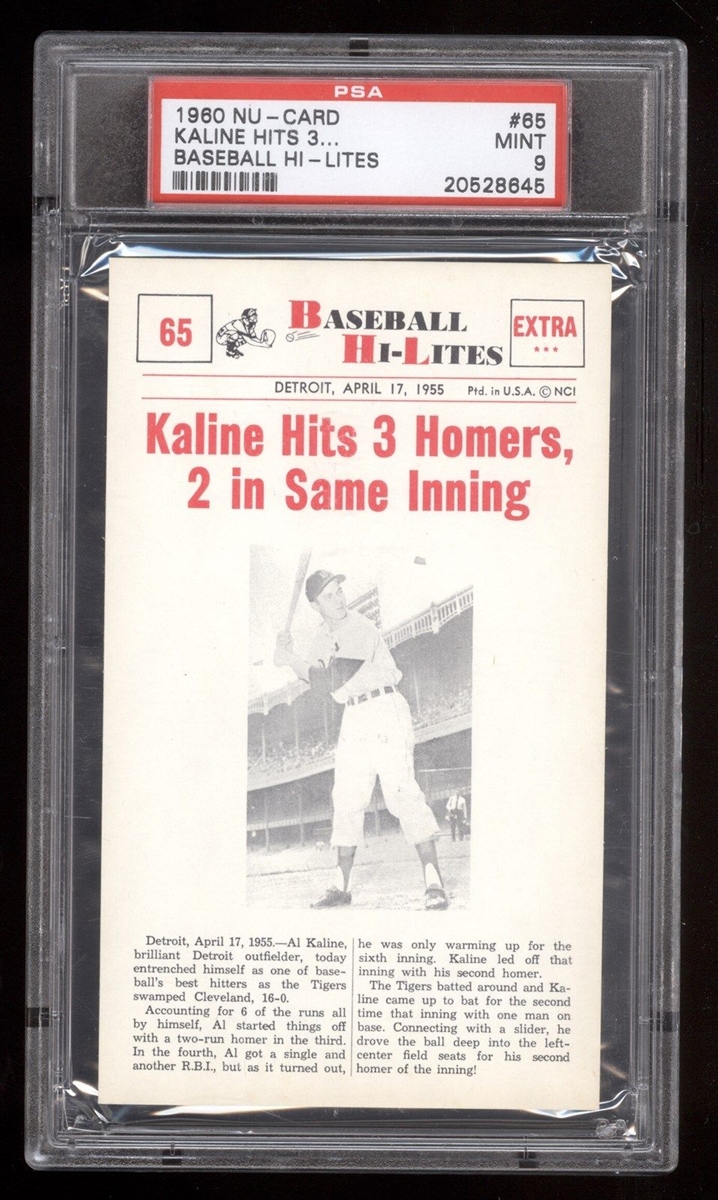 PSA
1960 NU-CARD #65
KALINE HITS 3... MINT
BASEBALL HI-LITES 9
20528645
65
BASEBALL
HI-LITES
EXTRA
***
DETROIT, APRIL 17, 1955 Ptd. in U.S.A. © NCI
Kaline Hits 3 Homers,
2 in Same Inning
Detroit, April 17, 1955.—Al Kaline,
brilliant Detroit outfielder, today
entrenched himself as one of base-
ball's best hitters as the Tigers
swamped Cleveland, 16-0.
Accounting for 6 of the runs all
by himself, Al started things off
with a two-run homer in the third.
In the fourth, Al got a single and
another R.B.I., but as it turned out,
he was only warming up for the
sixth inning. Kaline led off that
inning with his second homer.
The Tigers batted around and Ka-
line came up to bat for the second
time that inning with one man on
base. Connecting with a slider, he
drove the ball deep into the left-
center field seats for his second
homer of the inning!